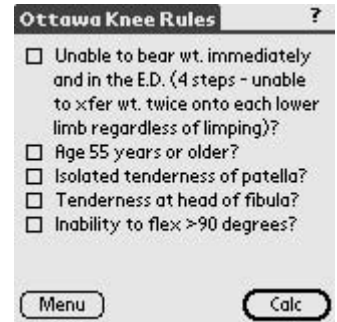 Ottawa Knee Rules ?
Unable to bear wt. immediately
and in the E.D. (4 steps - unable
to xfer wt. twice onto each lower
limb regardless of limping)?
Age 55 years or older?
Isolated tenderness of patella?
Tenderness at head of fibula?
Inability to flex >90 degrees?
Menu Calc